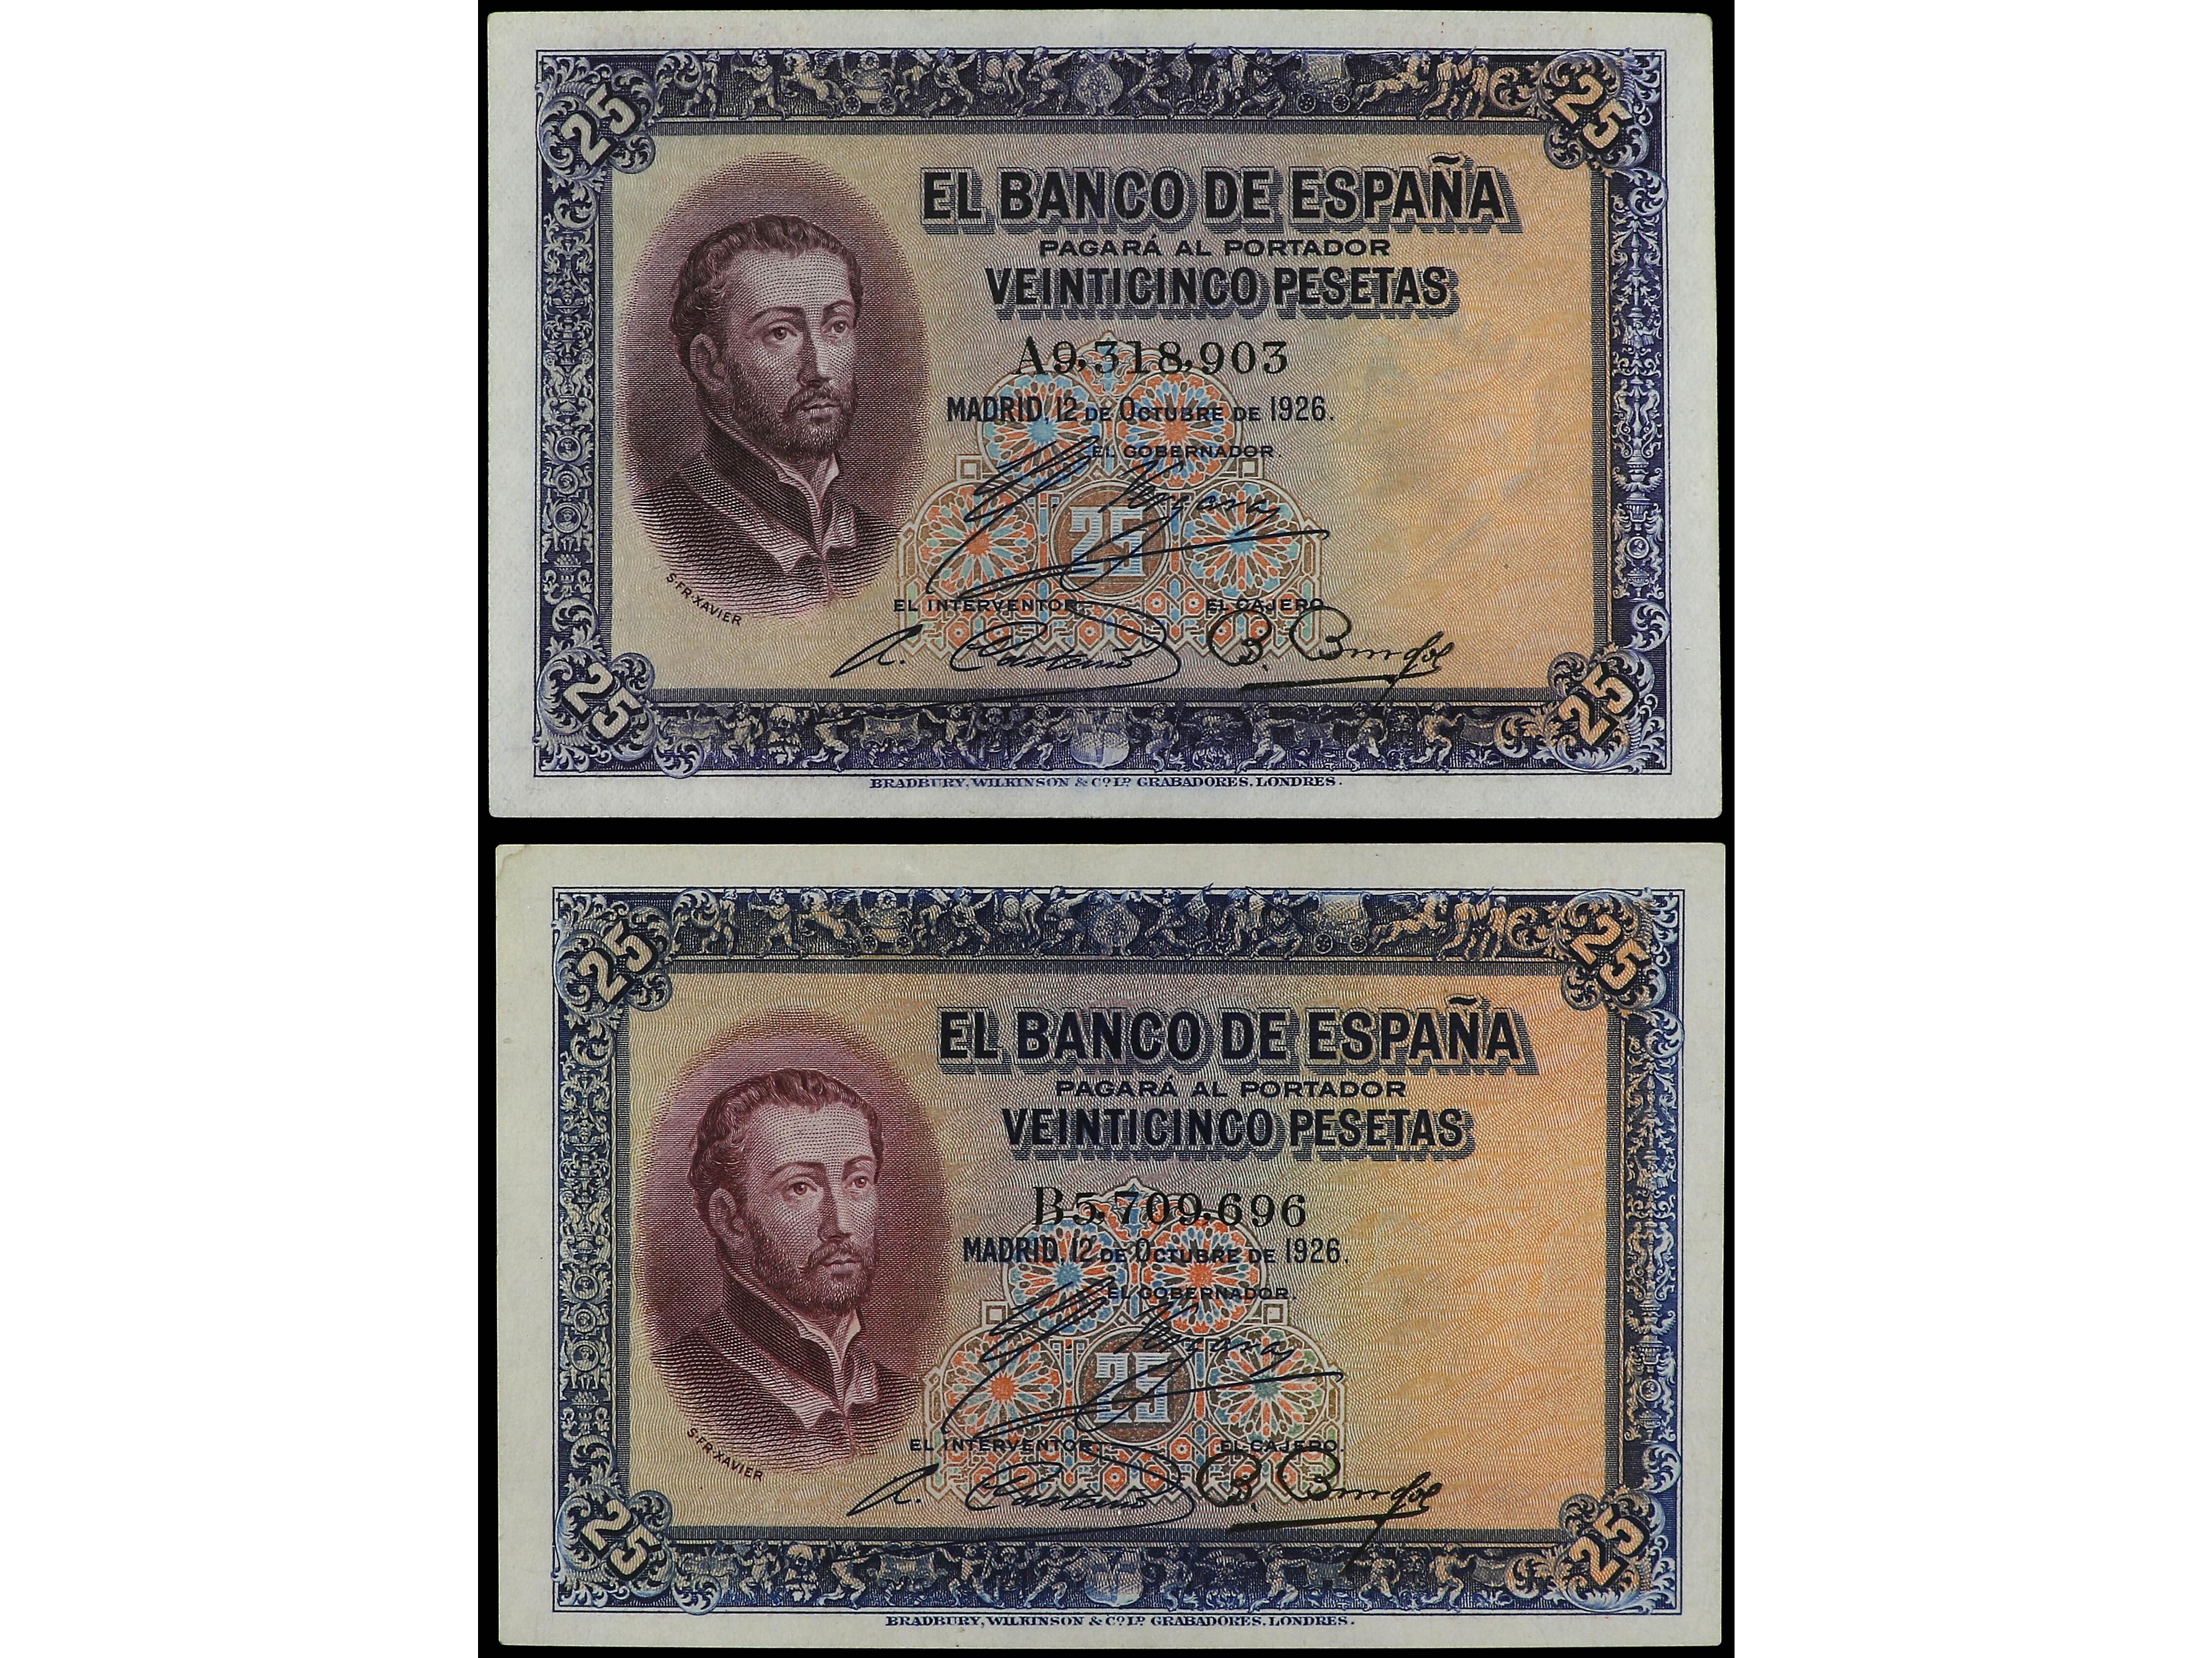 25
25
EL BANCO DE ESPAÑA
PAGARÁ AL PORTADOR
VEINTICINCO PESETAS
A9,318,903
MADRID, 12 DE OCTUBRE DE 1926.
EL GOBERNADOR.
25
S. FR. XAVIER
EL INTERVENTOR
EL CAJERO.
25
25
BRADBURY, WILKINSON & Cº Lᴰ. GRABADORES, LONDRES.
25
25
EL BANCO DE ESPAÑA
PAGARÁ AL PORTADOR
VEINTICINCO PESETAS
B5,709,696
MADRID, 12 DE OCTUBRE DE 1926.
EL GOBERNADOR.
25
S. FR. XAVIER
EL INTERVENTOR
EL CAJERO.
25
25
BRADBURY, WILKINSON & Cº Lᴰ. GRABADORES, LONDRES.